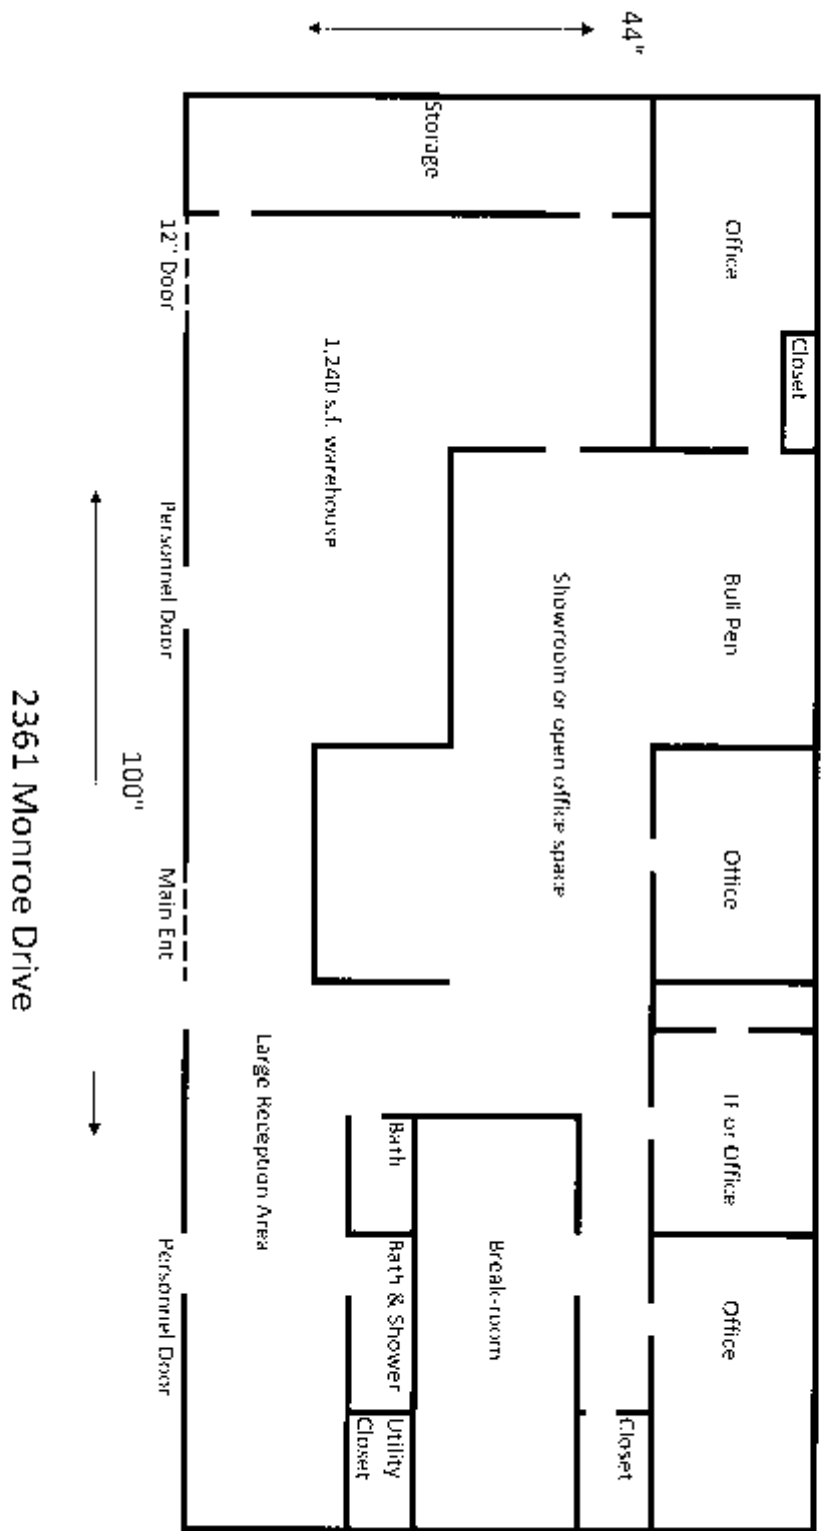 Closet
Office
Bull Pen
Office
IT or Office
Office
44"
Closet
Showroom or open office space
Break-room
Storage
Bath
Bath & Shower
Utility
Closet
1,240 s.f. warehouse
Large Reception Area
12" Door
Personnel Door
Main Ent
Personnel Door
100"
2361 Monroe Drive